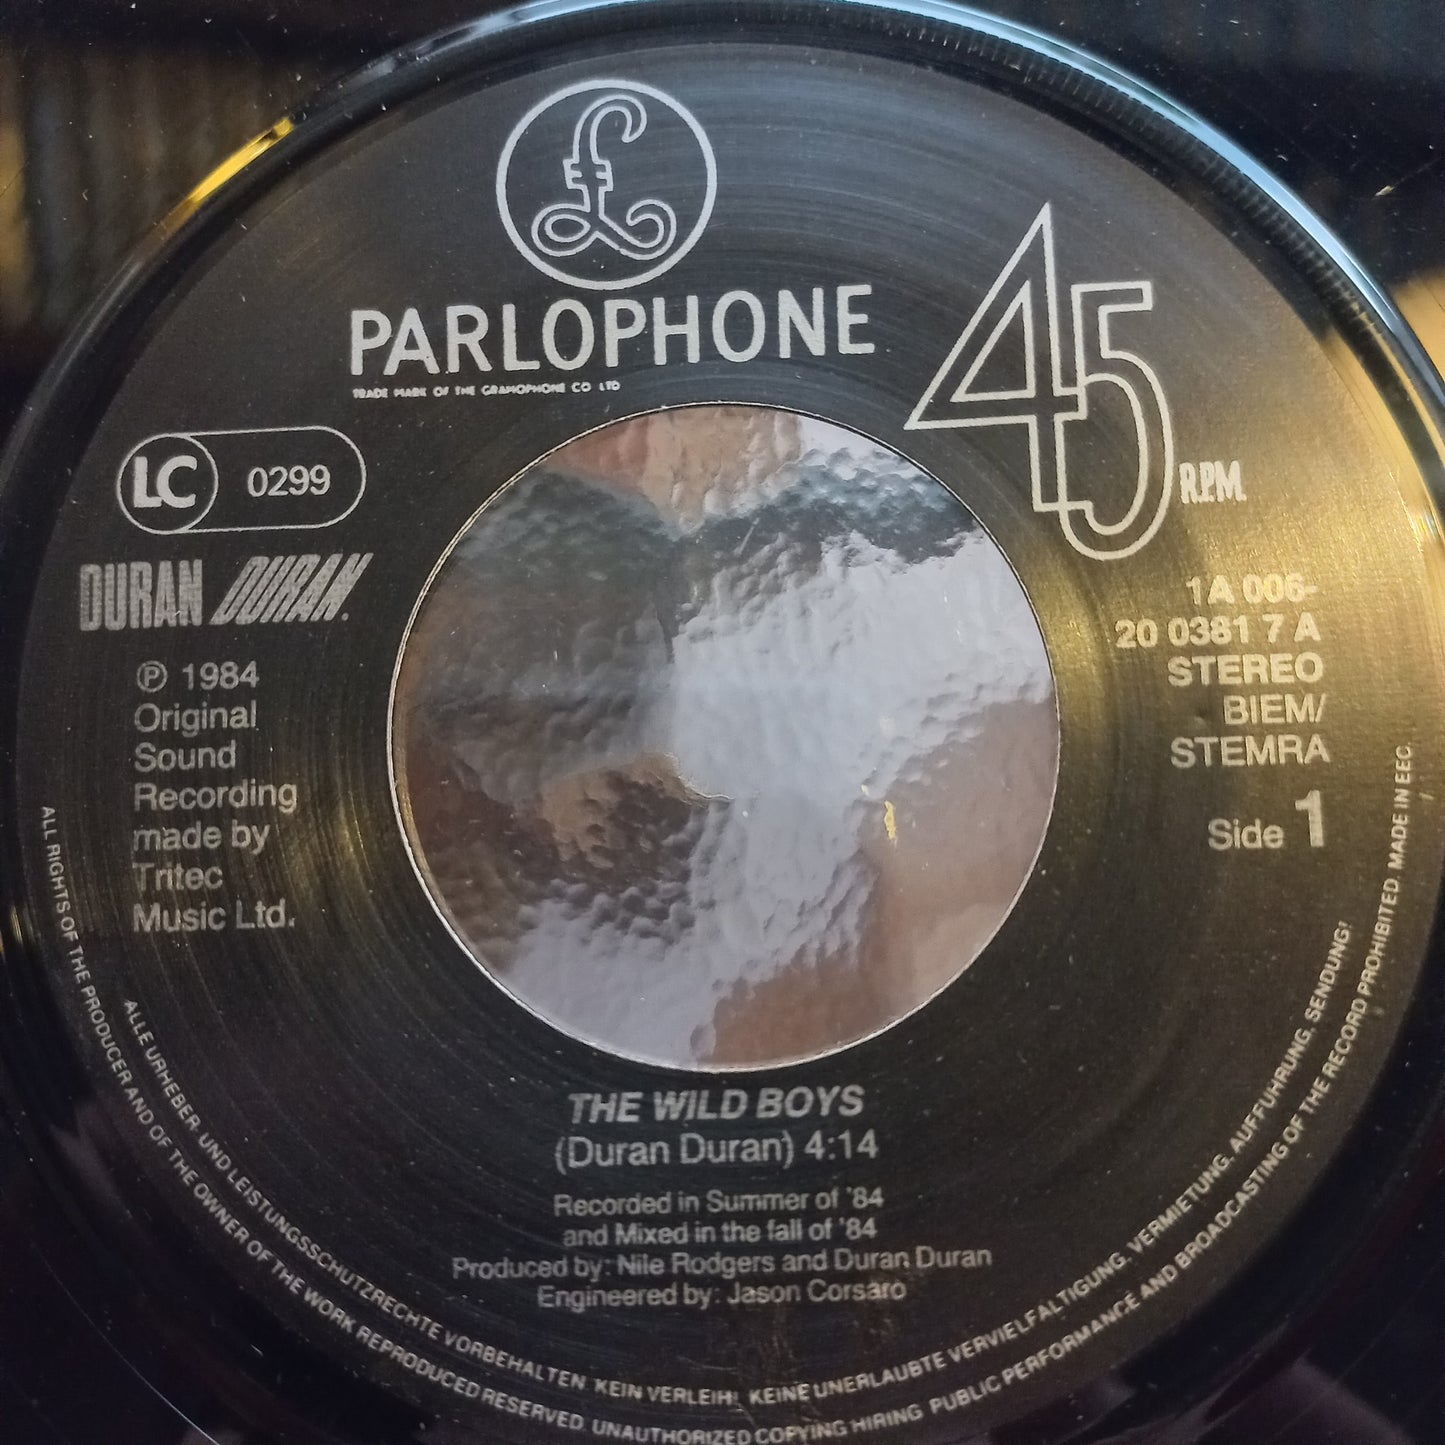 £
PARLOPHONE
TRADE MARK OF THE GRAMOPHONE CO LTD
45 R.P.M.
LC 0299
DURAN DURAN.
℗ 1984
Original
Sound
Recording
made by
Tritec
Music Ltd.
1A 006-
20 0381 7 A
STEREO
BIEM/
STEMRA
Side 1
THE WILD BOYS
(Duran Duran) 4:14
Recorded in Summer of '84
and Mixed in the fall of '84
Produced by: Nile Rodgers and Duran Duran
Engineered by: Jason Corsaro
ALLE URHEBER- UND LEISTUNGSSCHUTZRECHTE VORBEHALTEN. KEIN VERLEIH! KEINE UNERLAUBTE VERVIELFALTIGUNG, VERMIETUNG, AUFFUHRUNG, SENDUNG!
ALL RIGHTS OF THE PRODUCER AND OF THE OWNER OF THE WORK REPRODUCED RESERVED. UNAUTHORIZED COPYING HIRING PUBLIC PERFORMANCE AND BROADCASTING OF THE RECORD PROHIBITED. MADE IN EEC.